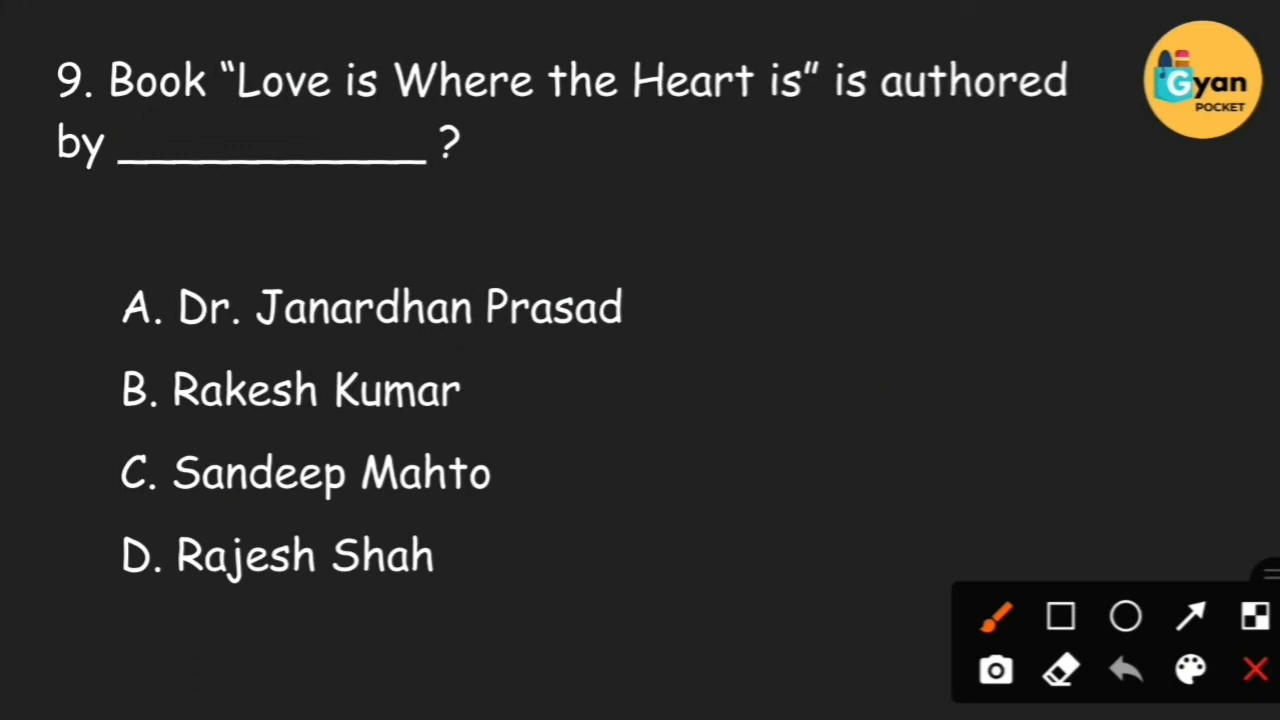 9. Book “Love is Where the Heart is” is authored
by ____________ ?
Gyan
POCKET
A. Dr. Janardhan Prasad
B. Rakesh Kumar
C. Sandeep Mahto
D. Rajesh Shah